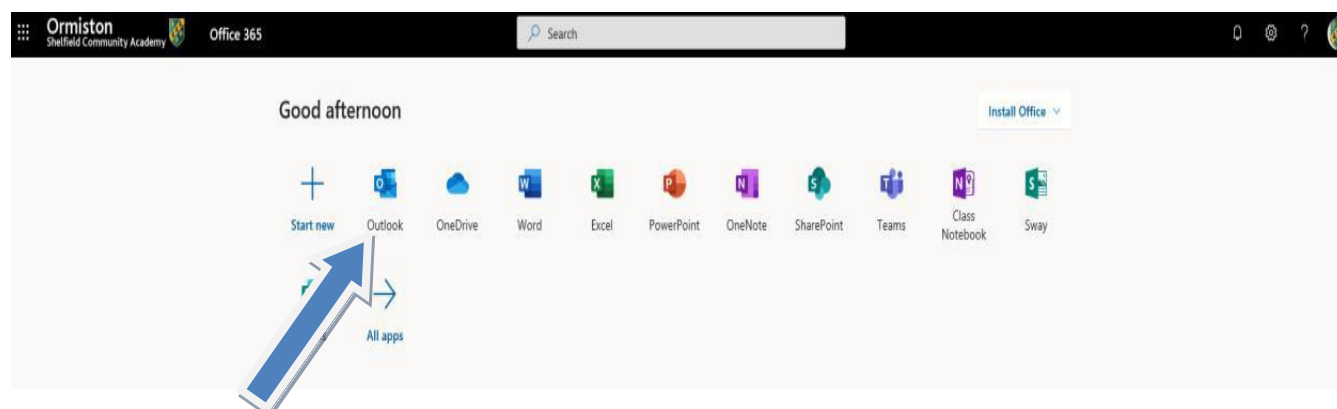 Ormiston
Shelfield Community Academy
Office 365
Search
Good afternoon
Install Office
Start new
Outlook
OneDrive
Word
Excel
PowerPoint
OneNote
SharePoint
Teams
Class
Notebook
Sway
All apps